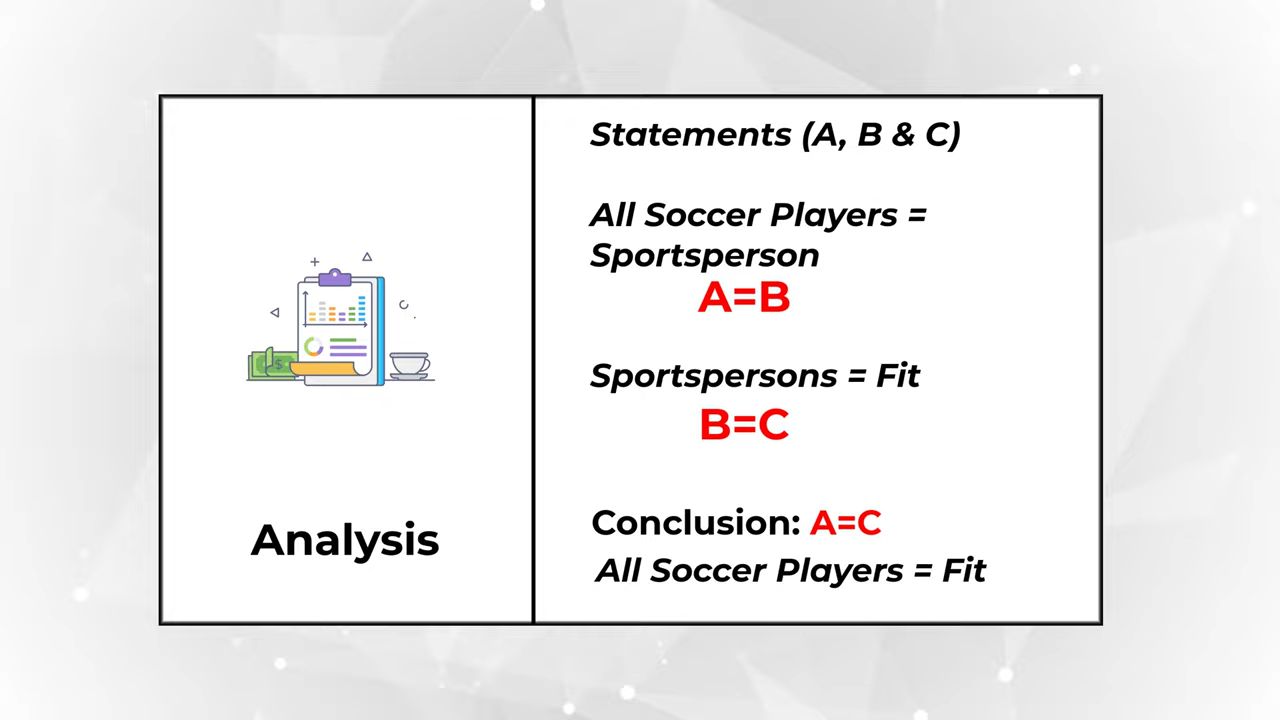 Statements (A, B & C)
All Soccer Players =
Sportsperson
A=B
Sportspersons = Fit
B=C
Conclusion: A=C
All Soccer Players = Fit
Analysis